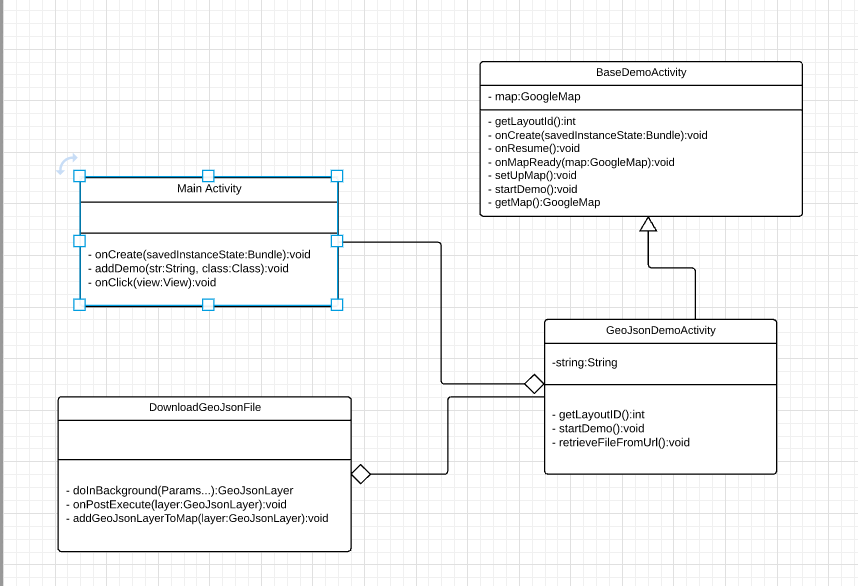 BaseDemoActivity
- map:GoogleMap
- getLayoutId():int
- onCreate(savedInstanceState:Bundle):void
- onResume():void
- onMapReady(map:GoogleMap):void
- setUpMap():void
- startDemo():void
- getMap():GoogleMap
Main Activity
- onCreate(savedInstanceState:Bundle):void
- addDemo(str:String, class:Class):void
- onClick(view:View):void
GeoJsonDemoActivity
-string:String
- getLayoutID():int
- startDemo():void
- retrieveFileFromUrl():void
DownloadGeoJsonFile
- doInBackground(Params...):GeoJsonLayer
- onPostExecute(layer:GeoJsonLayer):void
- addGeoJsonLayerToMap(layer:GeoJsonLayer):void